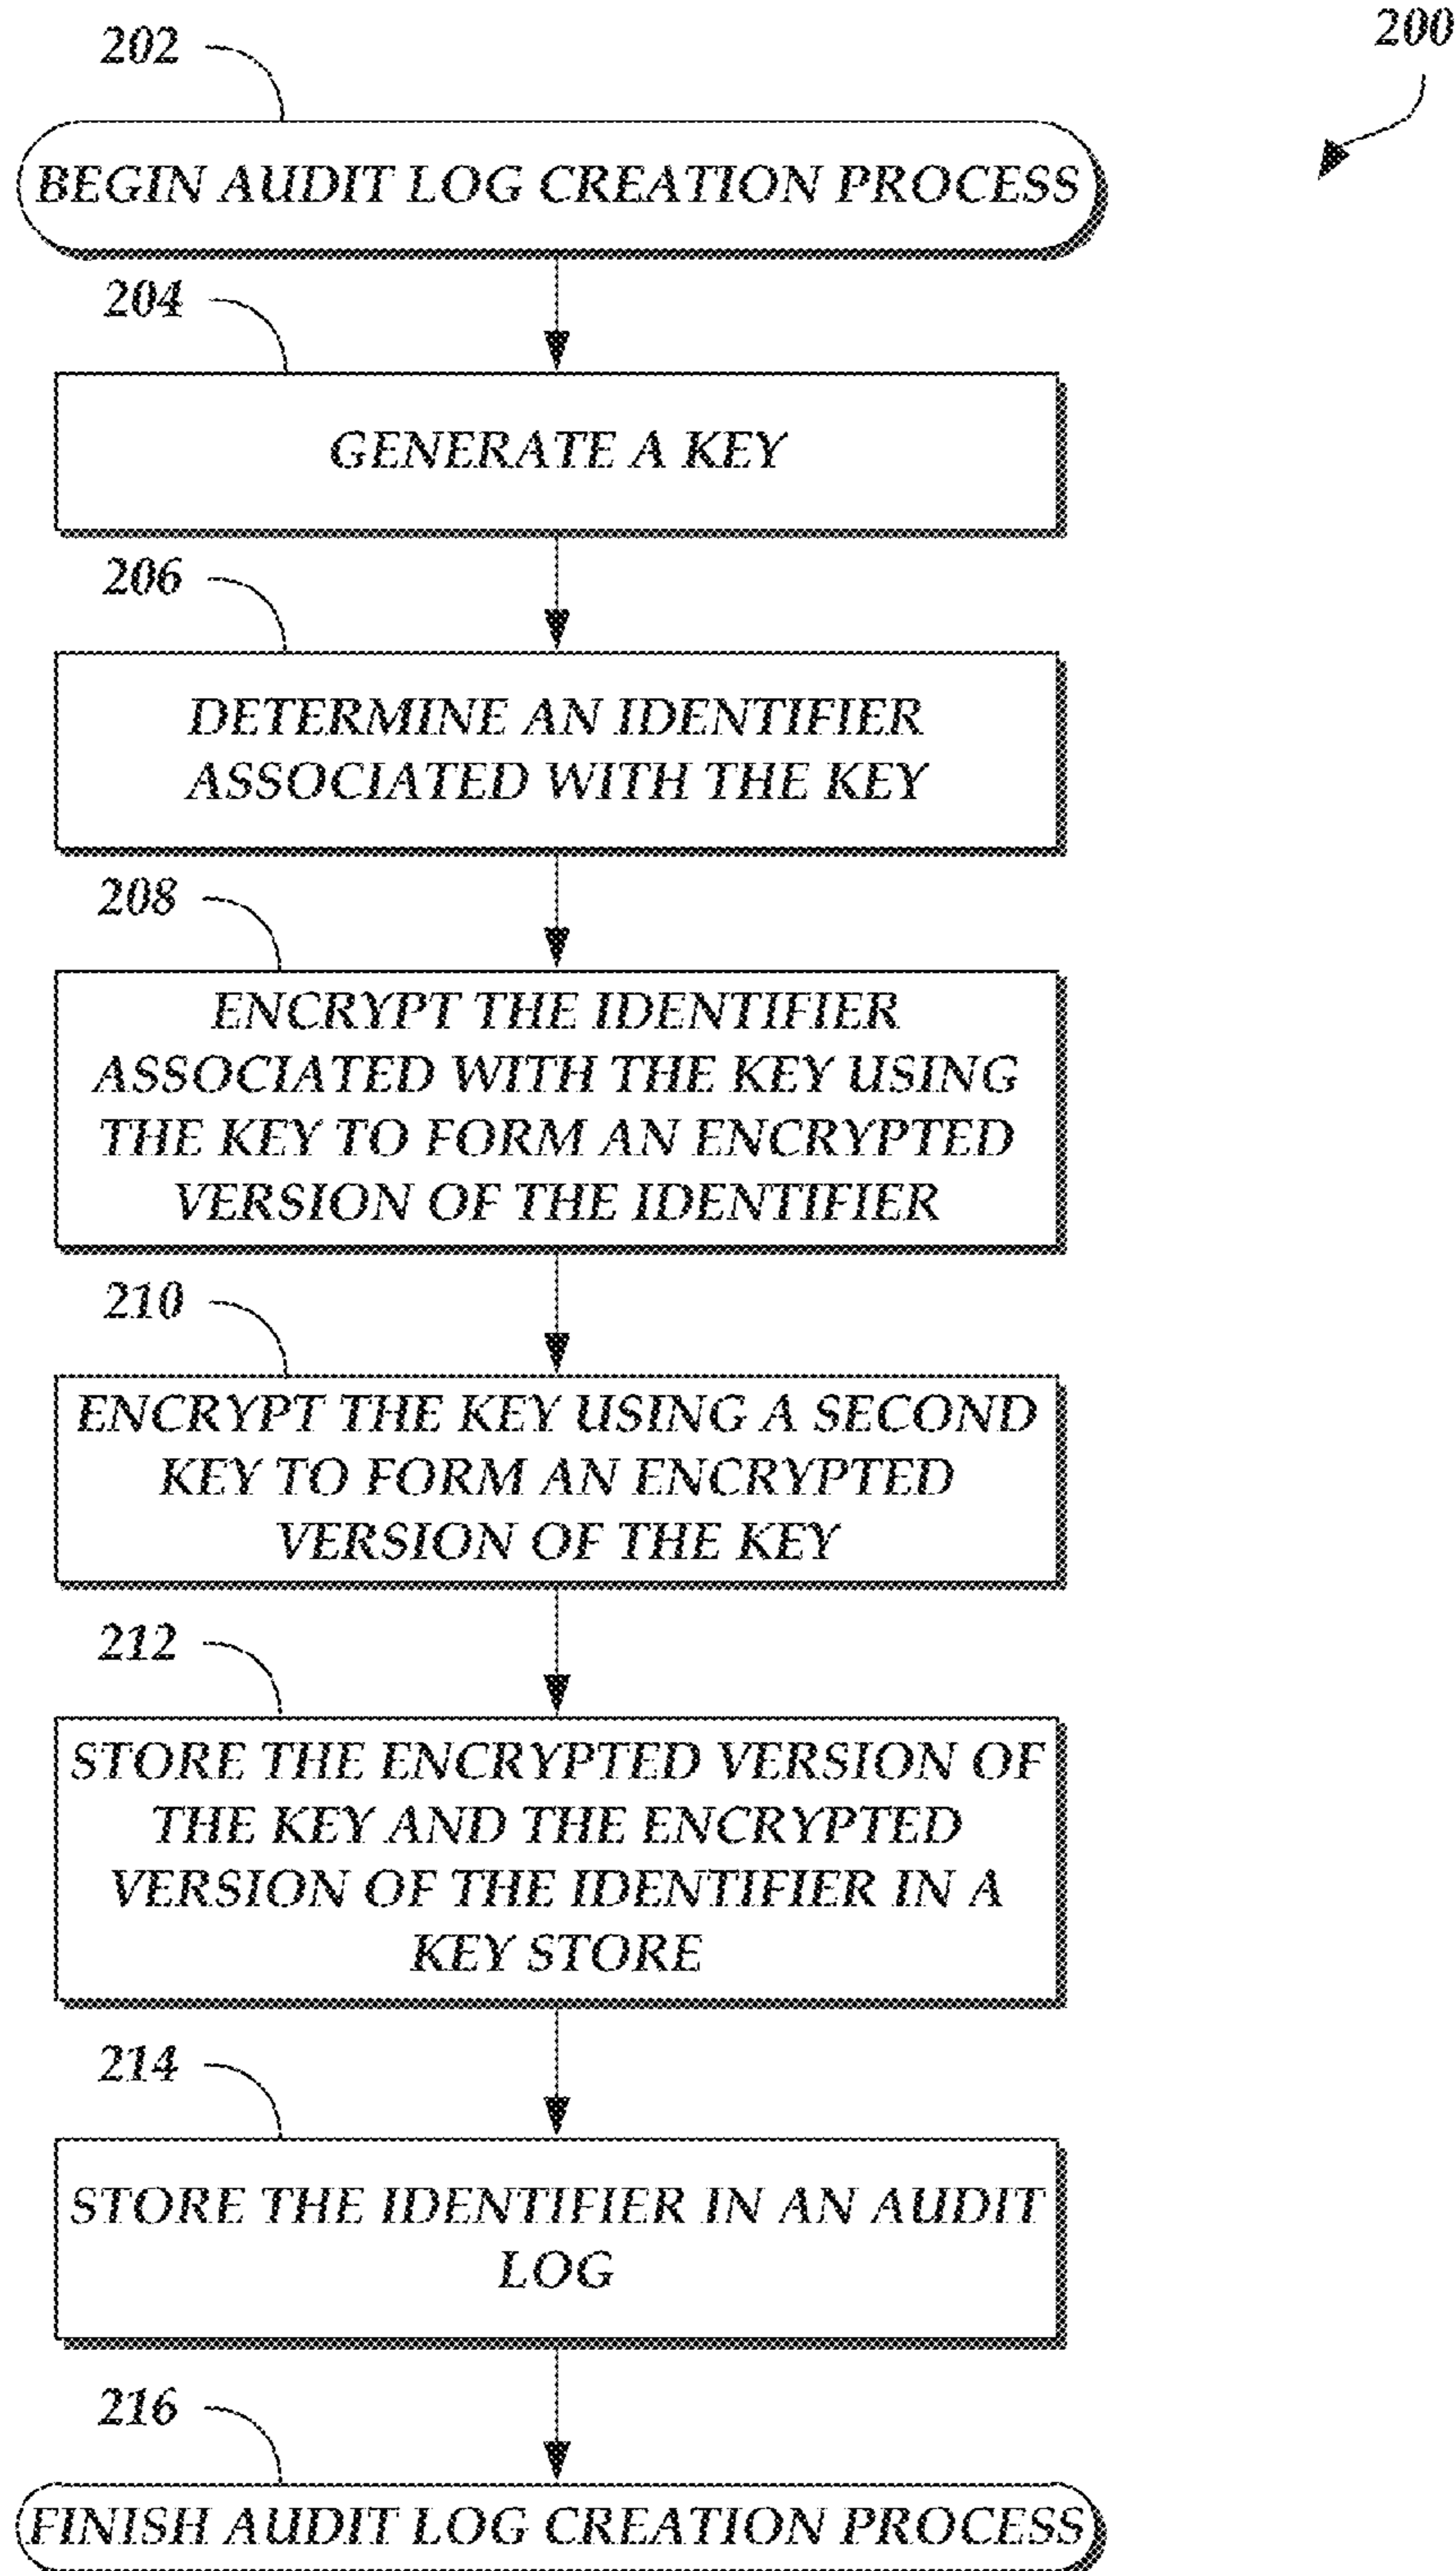 202
200
BEGIN AUDIT LOG CREATION PROCESS
204
GENERATE A KEY
206
DETERMINE AN IDENTIFIER
ASSOCIATED WITH THE KEY
208
ENCRYPT THE IDENTIFIER
ASSOCIATED WITH THE KEY USING
THE KEY TO FORM AN ENCRYPTED
VERSION OF THE IDENTIFIER
210
ENCRYPT THE KEY USING A SECOND
KEY TO FORM AN ENCRYPTED
VERSION OF THE KEY
212
STORE THE ENCRYPTED VERSION OF
THE KEY AND THE ENCRYPTED
VERSION OF THE IDENTIFIER IN A
KEY STORE
214
STORE THE IDENTIFIER IN AN AUDIT
LOG
216
FINISH AUDIT LOG CREATION PROCESS